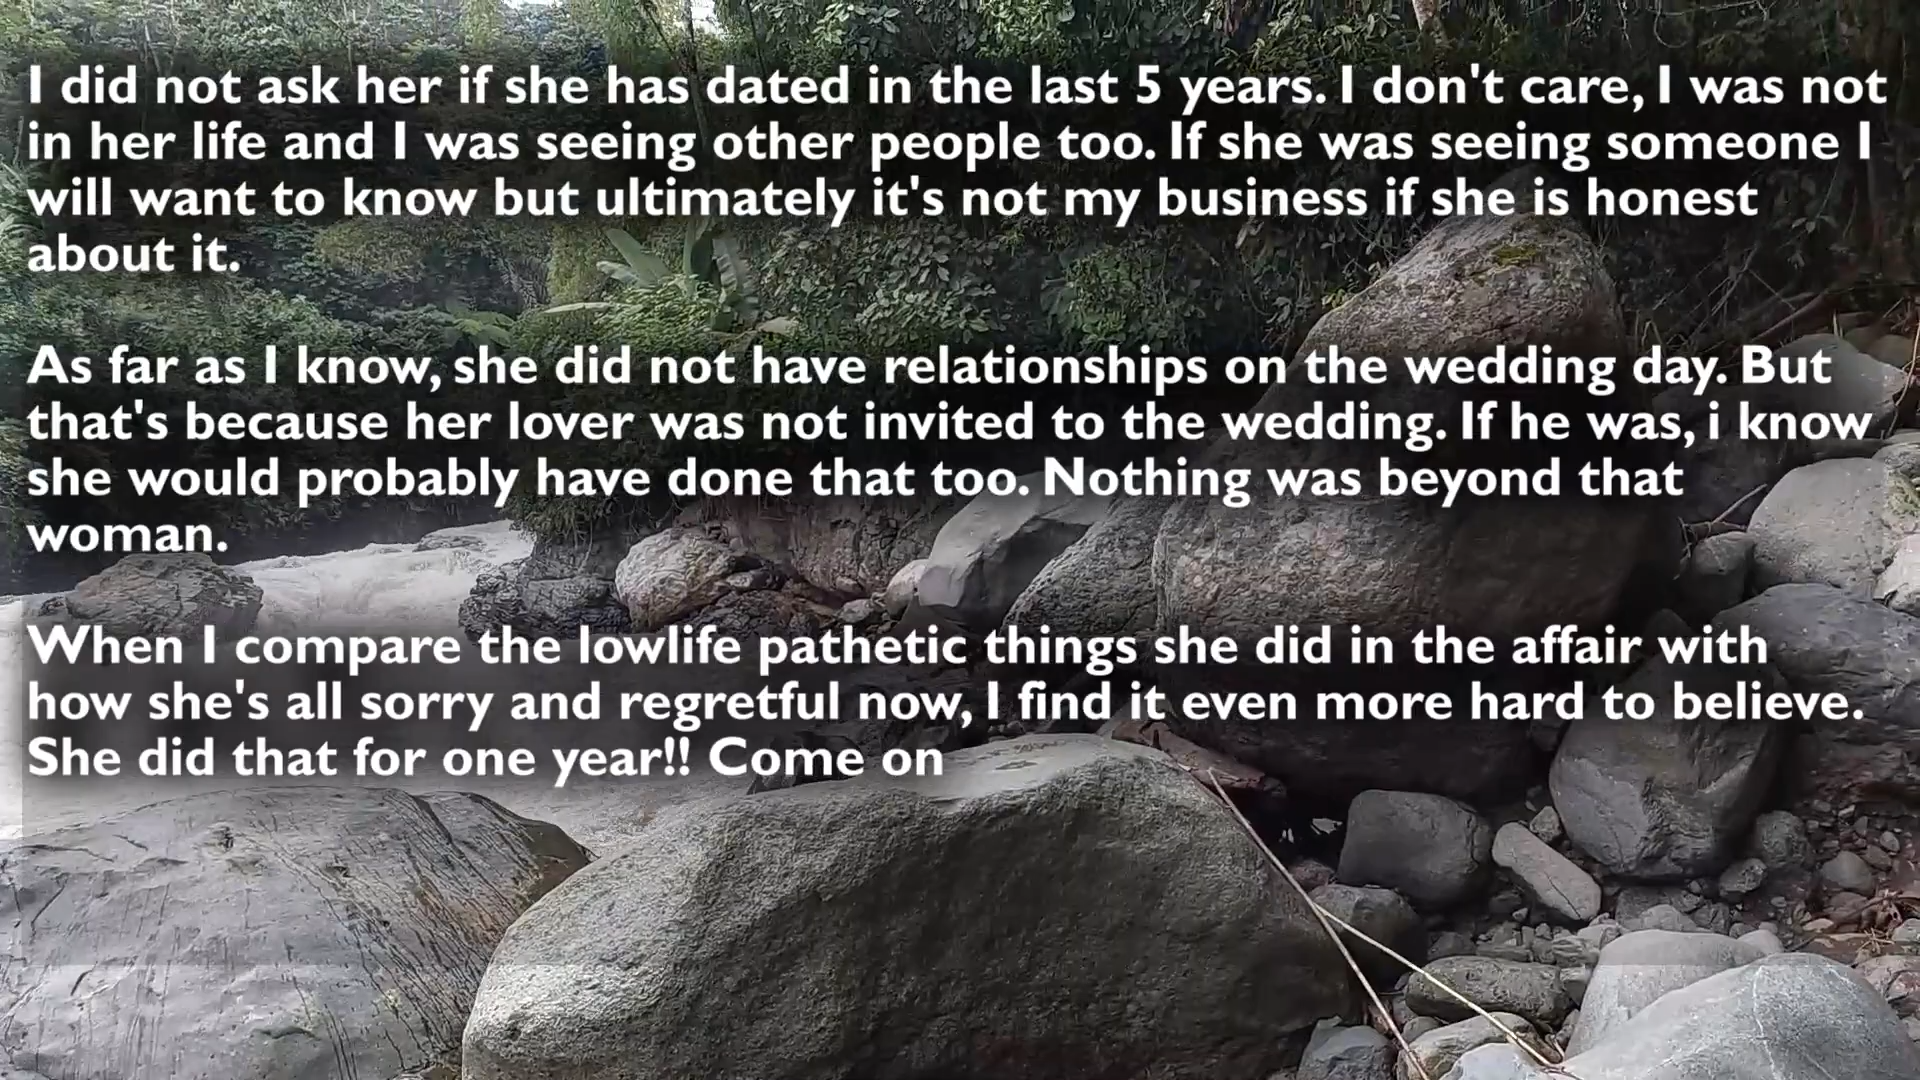 I did not ask her if she has dated in the last 5 years. I don't care, I was not
in her life and I was seeing other people too. If she was seeing someone I
will want to know but ultimately it's not my business if she is honest
about it.
As far as I know, she did not have relationships on the wedding day. But
that's because her lover was not invited to the wedding. If he was, i know
she would probably have done that too. Nothing was beyond that
woman.
When I compare the lowlife pathetic things she did in the affair with
how she's all sorry and regretful now, I find it even more hard to believe.
She did that for one year!! Come on